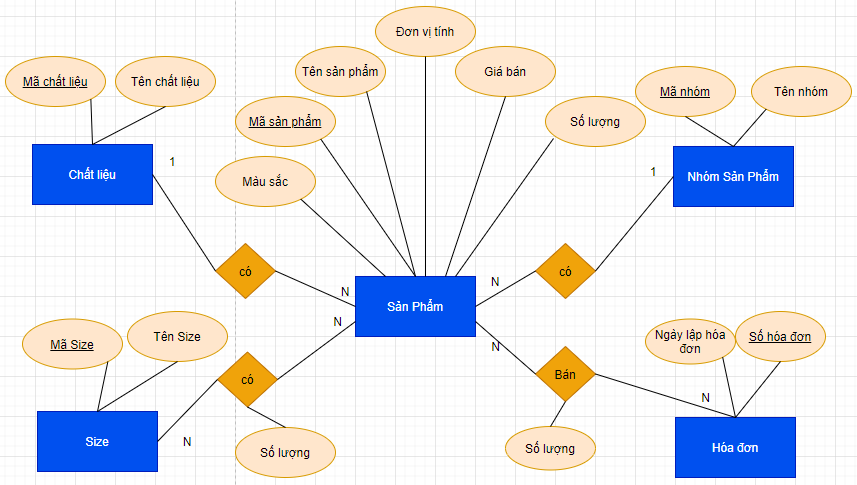 Đơn vị tính
Mã chất liệu
Tên chất liệu
Tên sản phẩm
Giá bán
Mã nhóm
Tên nhóm
Mã sản phẩm
Số lượng
Chất liệu
1
Màu sắc
1
Nhóm Sản Phẩm
có
có
N
N
Sản Phẩm
N
N
Mã Size
Tên Size
Ngày lập hóa
đơn
Số hóa đơn
có
Bán
N
N
Size
Số lượng
Số lượng
Hóa đơn